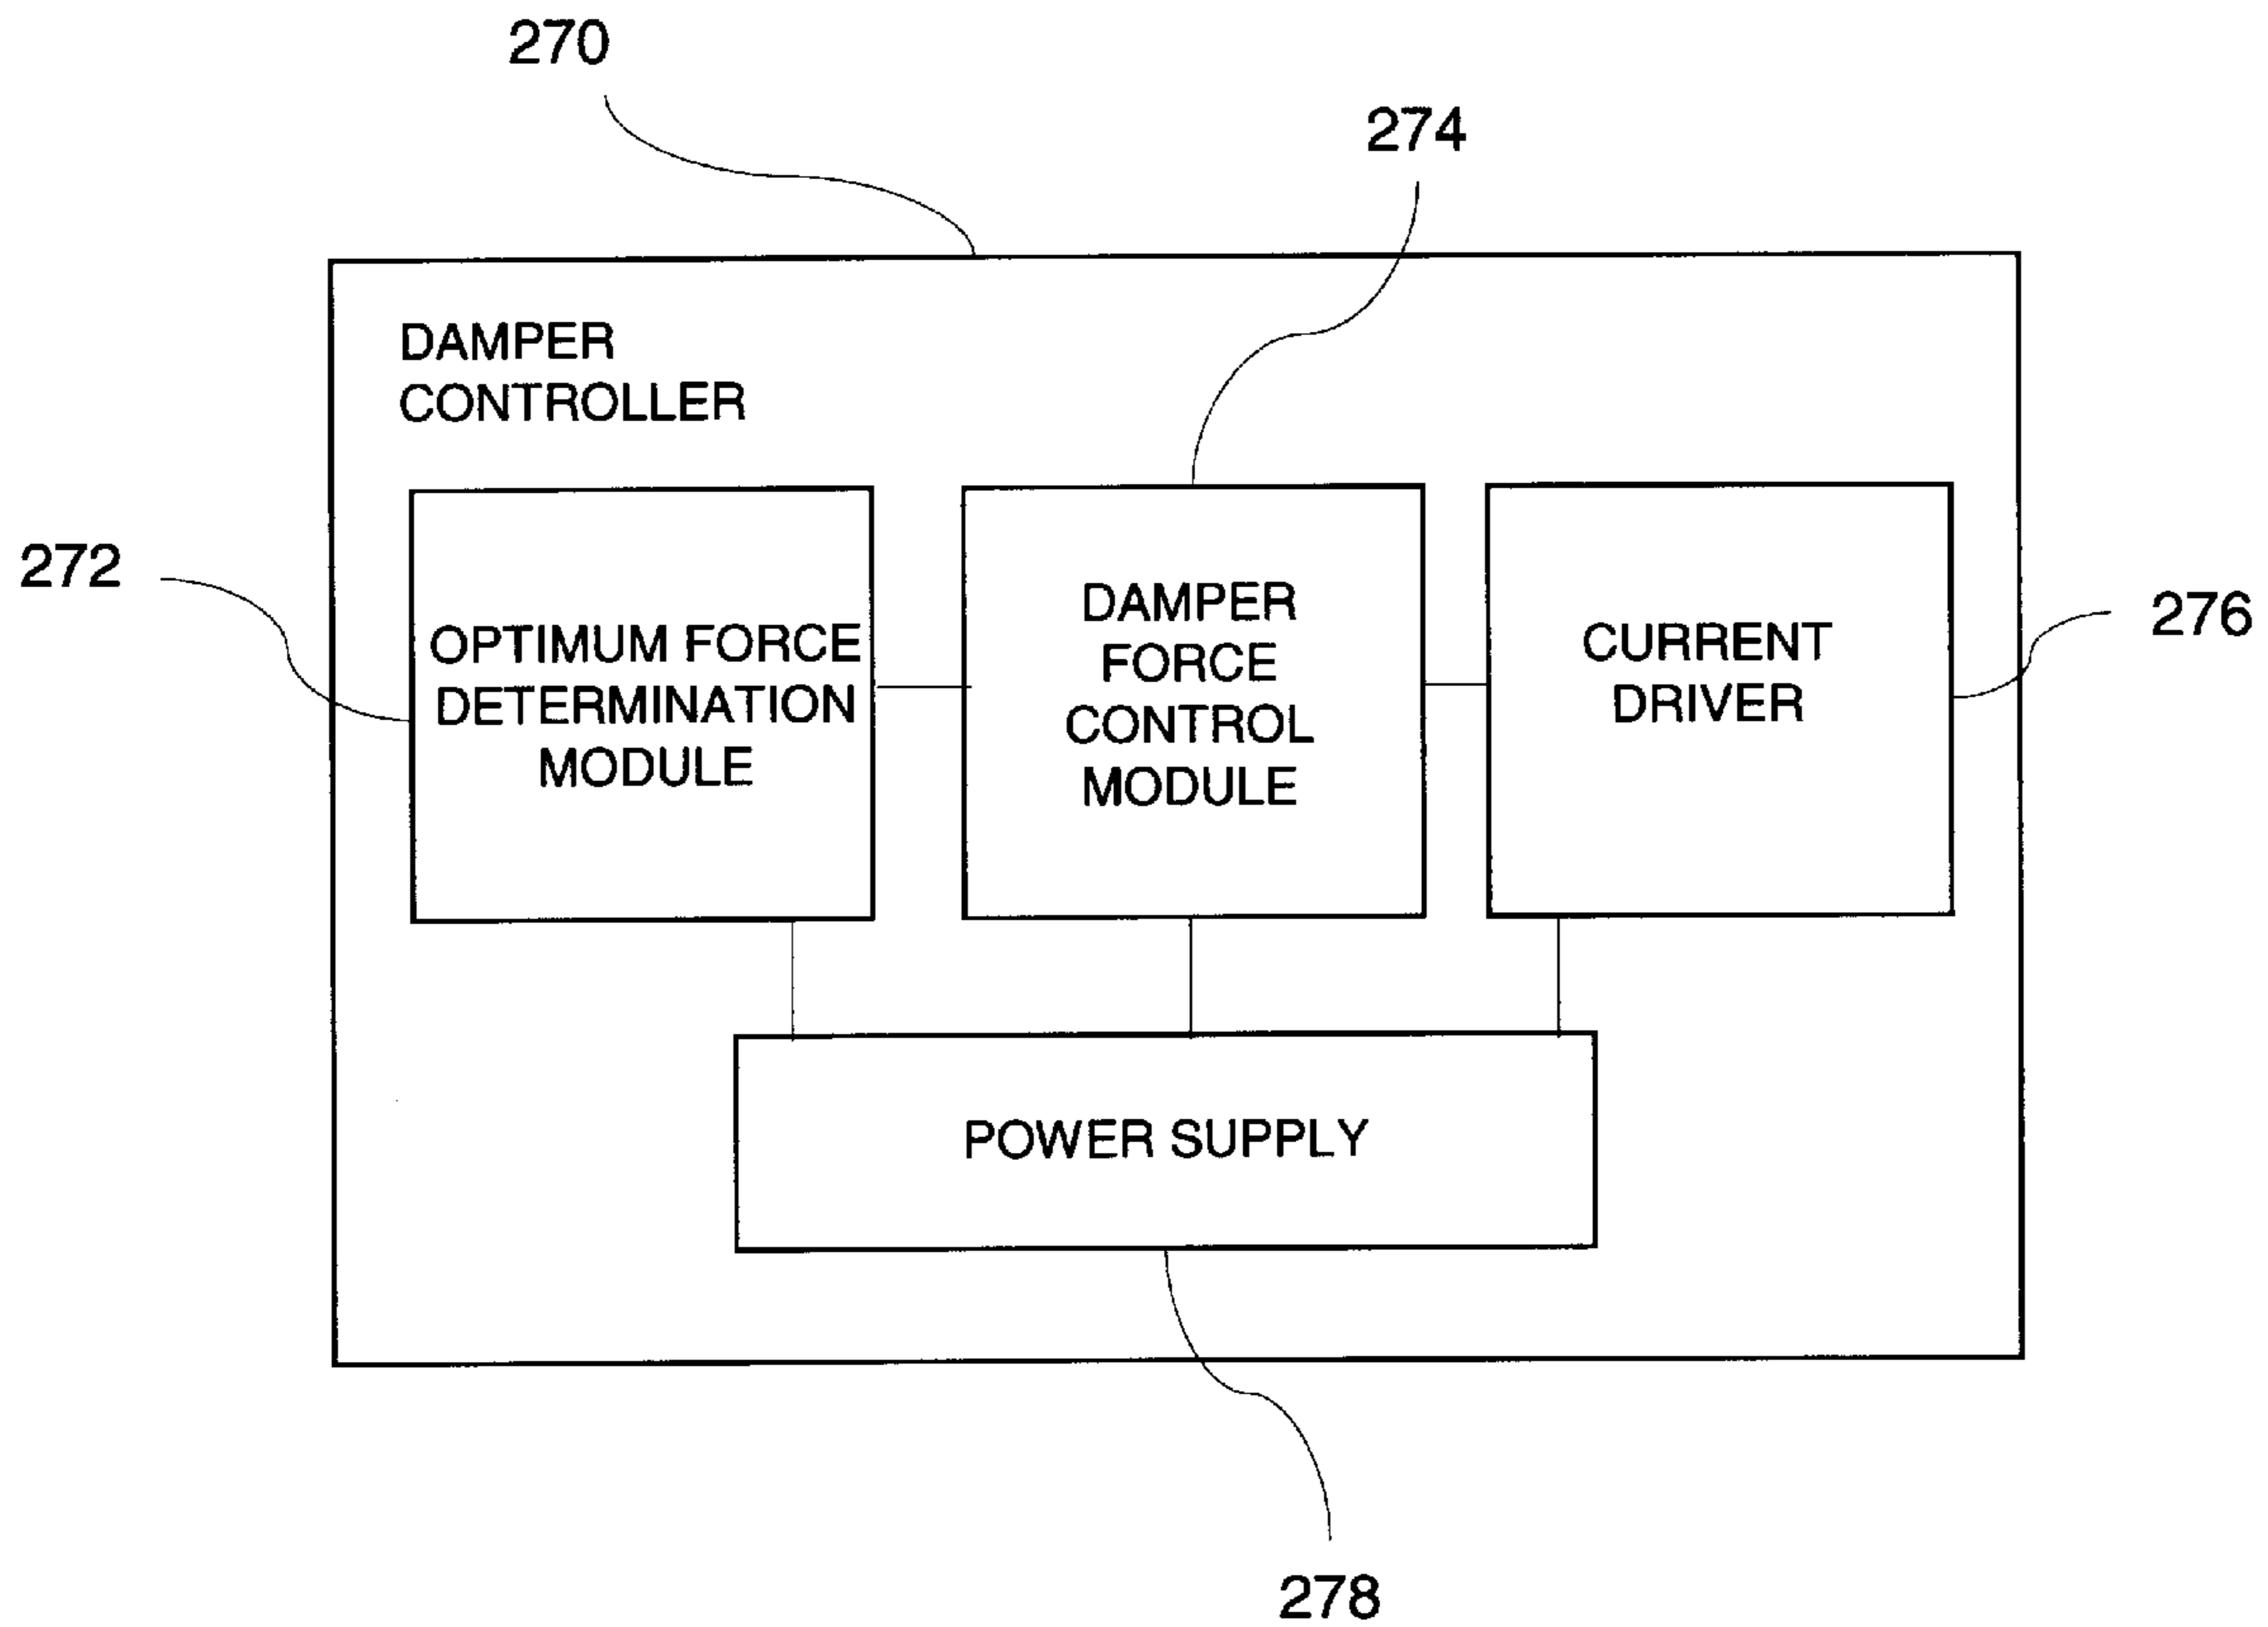 270
274
DAMPER
CONTROLLER
272
OPTIMUM FORCE
DETERMINATION
MODULE
DAMPER
FORCE
CONTROL
MODULE
CURRENT
DRIVER
276
POWER SUPPLY
278